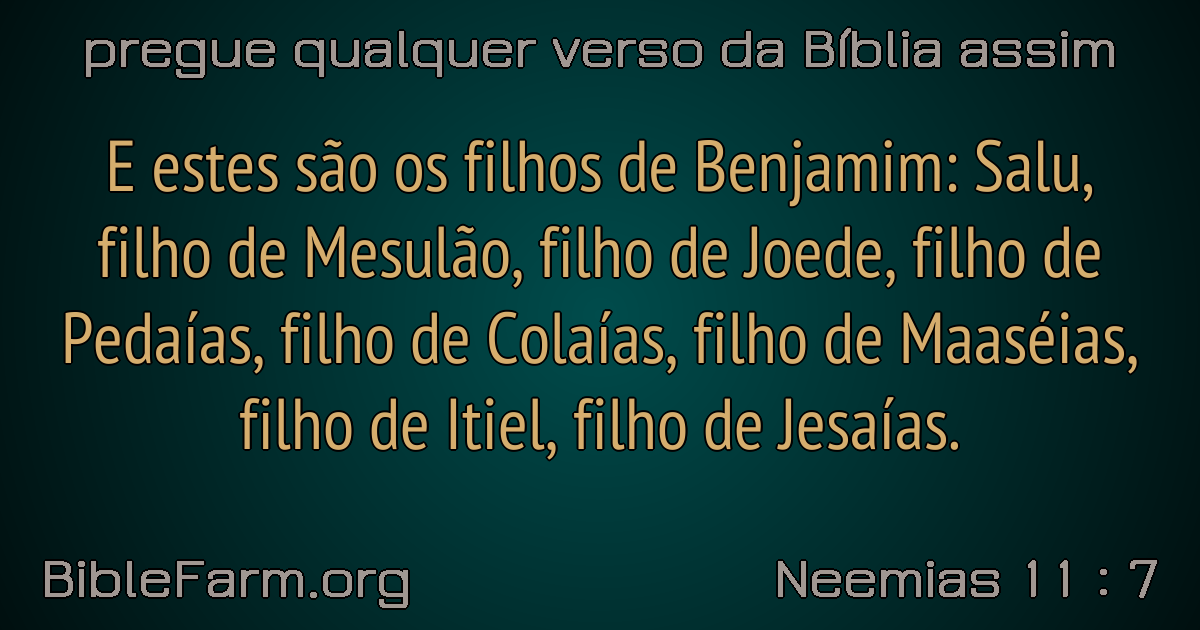 pregue qualquer verso da Bíblia assim
E estes são os filhos de Benjamim: Salu,
filho de Mesulão, filho de Joede, filho de
Pedaías, filho de Colaías, filho de Maaséias,
filho de Itiel, filho de Jesaías.
BibleFarm.org
Neemias 11 : 7